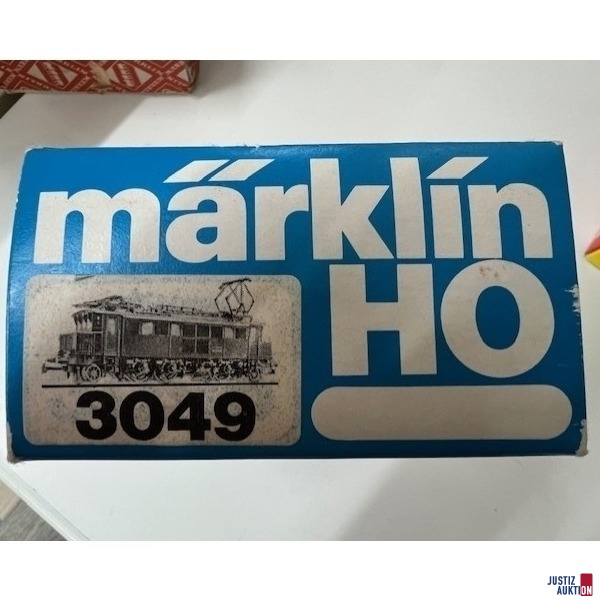 märklin
HO
3049
JUSTIZ
AUKTION